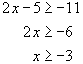 2x − 5 ≥ −11
2x ≥ −6
x ≥ −3